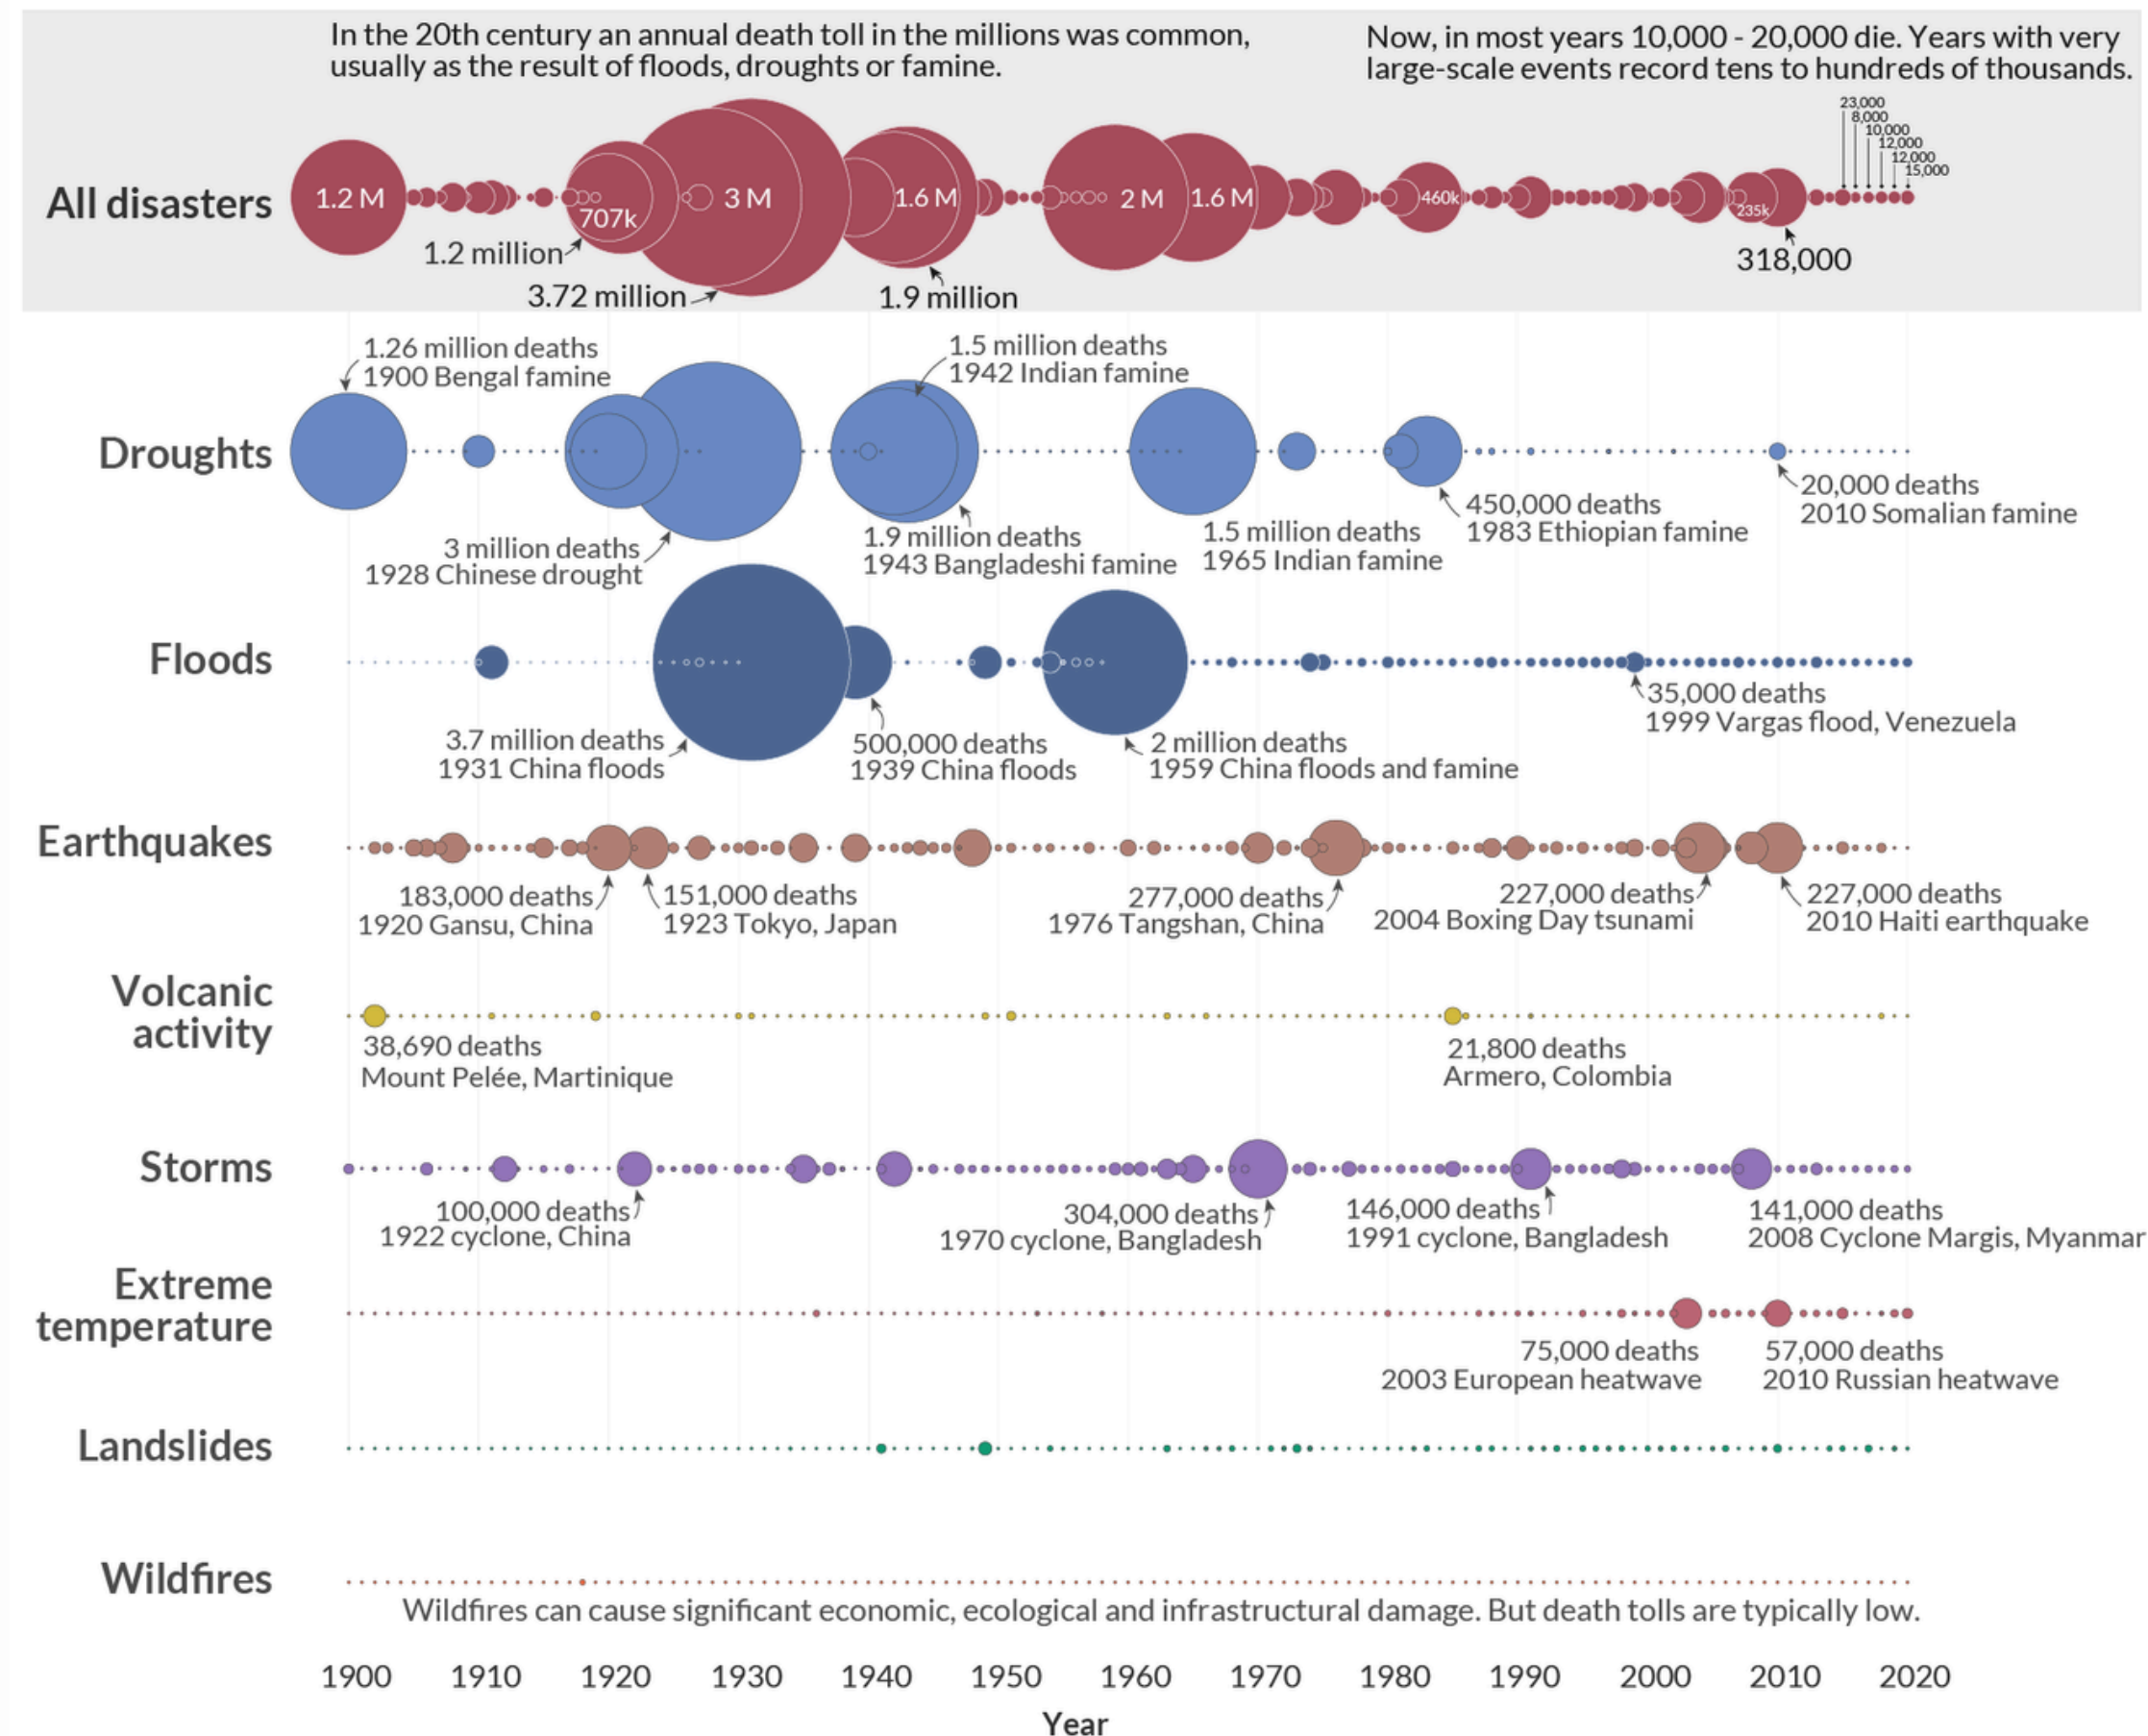 In the 20th century an annual death toll in the millions was common,
usually as the result of floods, droughts or famine.
Now, in most years 10,000 - 20,000 die. Years with very
large-scale events record tens to hundreds of thousands.
23,000
8,000
10,000
12,000
12,000
15,000
All disasters
1.2 M
707k
3 M
1.6 M
2 M
1.6 M
460k
235k
1.2 million
3.72 million
1.9 million
318,000
1.26 million deaths
1900 Bengal famine
1.5 million deaths
1942 Indian famine
Droughts
3 million deaths
1928 Chinese drought
1.9 million deaths
1943 Bangladeshi famine
1.5 million deaths
1965 Indian famine
450,000 deaths
1983 Ethiopian famine
20,000 deaths
2010 Somalian famine
Floods
3.7 million deaths
1931 China floods
500,000 deaths
1939 China floods
2 million deaths
1959 China floods and famine
35,000 deaths
1999 Vargas flood, Venezuela
Earthquakes
183,000 deaths
1920 Gansu, China
151,000 deaths
1923 Tokyo, Japan
277,000 deaths
1976 Tangshan, China
227,000 deaths
2004 Boxing Day tsunami
227,000 deaths
2010 Haiti earthquake
Volcanic
activity
38,690 deaths
Mount Pelée, Martinique
21,800 deaths
Armero, Colombia
Storms
100,000 deaths
1922 cyclone, China
304,000 deaths
1970 cyclone, Bangladesh
146,000 deaths
1991 cyclone, Bangladesh
141,000 deaths
2008 Cyclone Margis, Myanmar
Extreme
temperature
75,000 deaths
2003 European heatwave
57,000 deaths
2010 Russian heatwave
Landslides
Wildfires
Wildfires can cause significant economic, ecological and infrastructural damage. But death tolls are typically low.
1900 1910 1920 1930 1940 1950 1960 1970 1980 1990 2000 2010 2020
Year